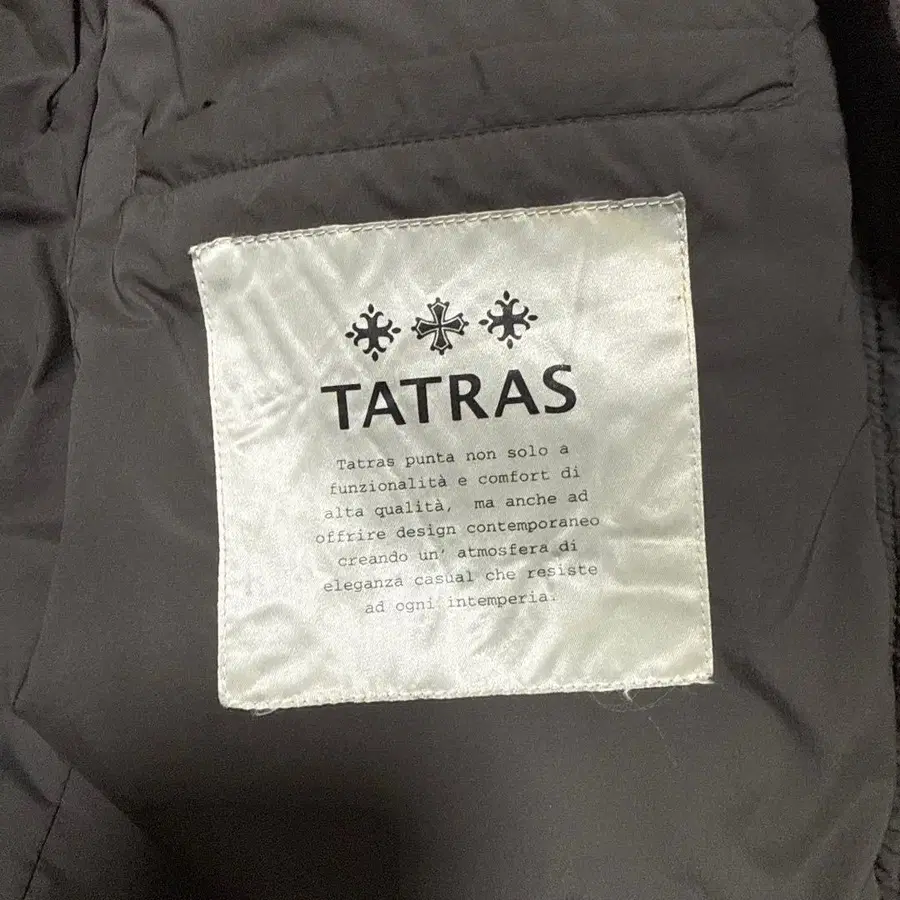 TATRAS
Tatras punta non solo a
funzionalità e comfort di
alta qualità, ma anche ad
offrire design contemporaneo
creando un' atmosfera di
eleganza casual che resiste
ad ogni intemperia.